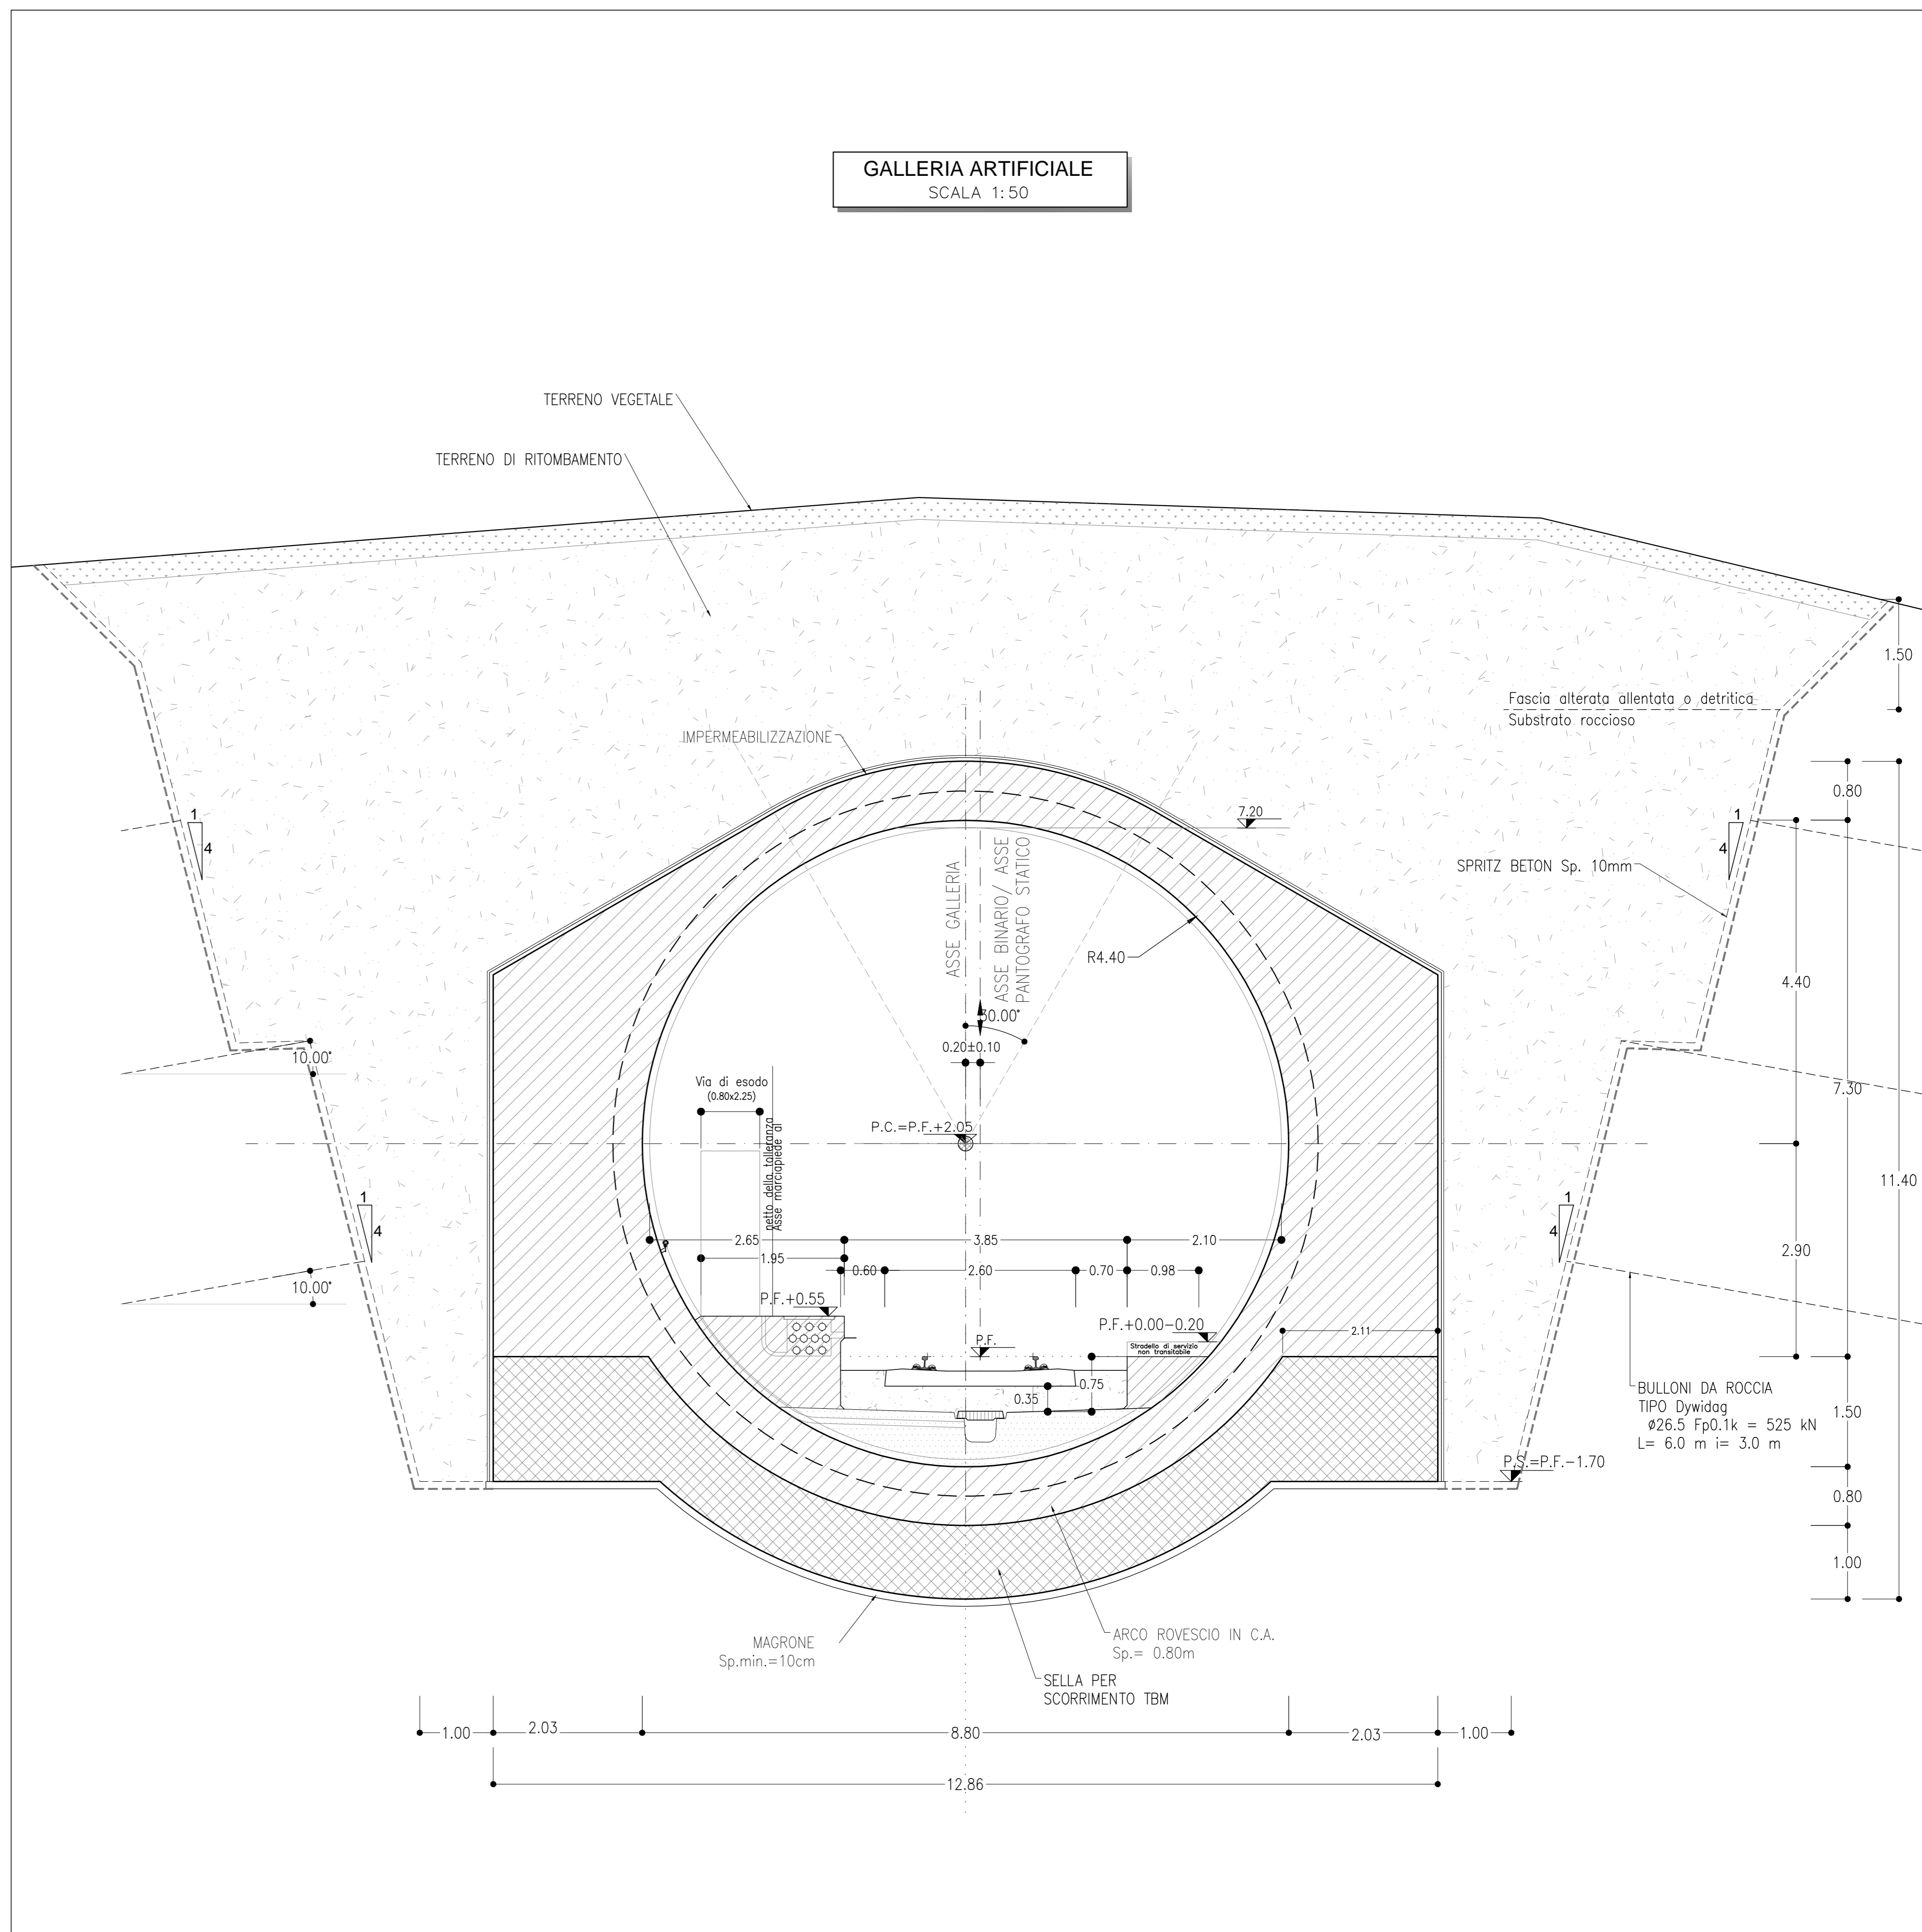 GALLERIA ARTIFICIALE
SCALA 1:50
TERRENO VEGETALE
TERRENO DI RITOMBAMENTO
1.50
Fascia alterata allentata o detritica
Substrato roccioso
IMPERMEABILIZZAZIONE
0.80
7.20
1
4
1
4
SPRITZ BETON Sp. 10mm
ASSE GALLERIA
ASSE BINARIO/ ASSE
PANTOGRAFO STATICO
R4.40
4.40
30.00°
0.20±0.10
10.00°
Via di esodo
(0.80x2.25)
7.30
P.C.=P.F.+2.05
netto della talleranza
Asse marciapiede al
11.40
1
4
1
4
2.65
3.85
2.10
1.95
2.90
0.60
2.60
0.70
0.98
10.00°
P.F.+0.55
P.F.+0.00-0.20
2.11
P.F.
Stradello di servizio
non transitabile
0.75
0.35
BULLONI DA ROCCIA
TIPO Dywidag
ø26.5 Fp0.1k = 525 kN
L= 6.0 m i= 3.0 m
1.50
P.S.=P.F.-1.70
0.80
1.00
MAGRONE
Sp.min.=10cm
ARCO ROVESCIO IN C.A.
Sp.= 0.80m
SELLA PER
SCORRIMENTO TBM
1.00
2.03
8.80
2.03
1.00
12.86